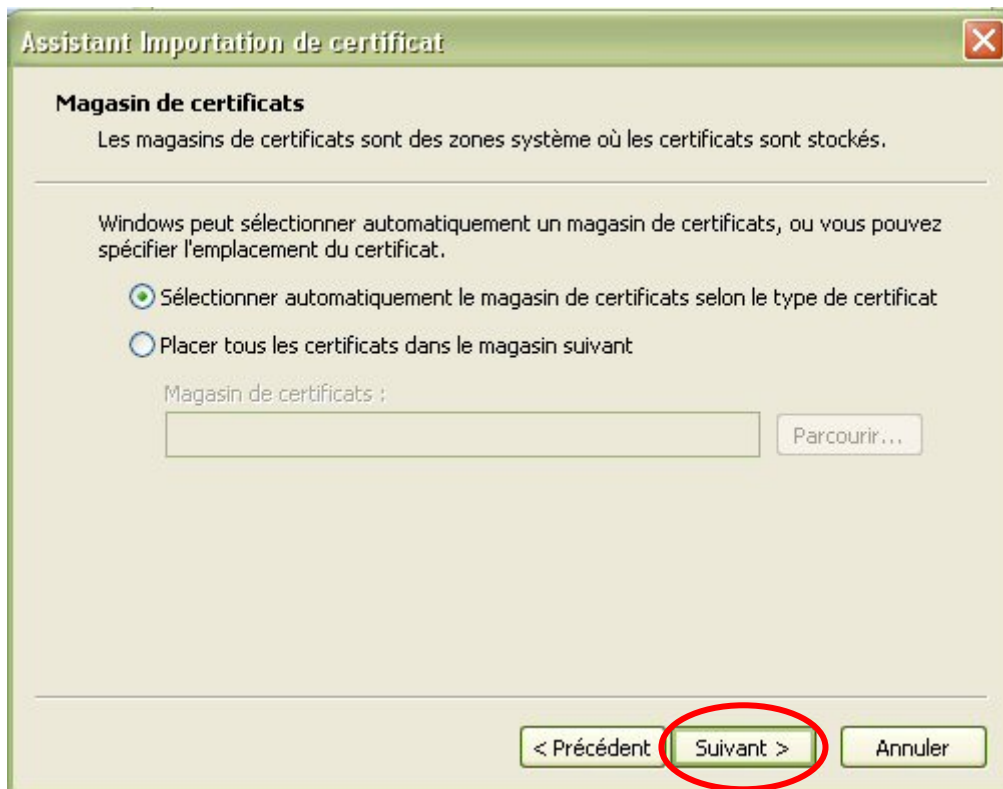 Assistant Importation de certificat
Magasin de certificats
Les magasins de certificats sont des zones système où les certificats sont stockés.
Windows peut sélectionner automatiquement un magasin de certificats, ou vous pouvez
spécifier l'emplacement du certificat.
Sélectionner automatiquement le magasin de certificats selon le type de certificat
Placer tous les certificats dans le magasin suivant
Magasin de certificats :
Parcourir...
< Précédent
Suivant >
Annuler